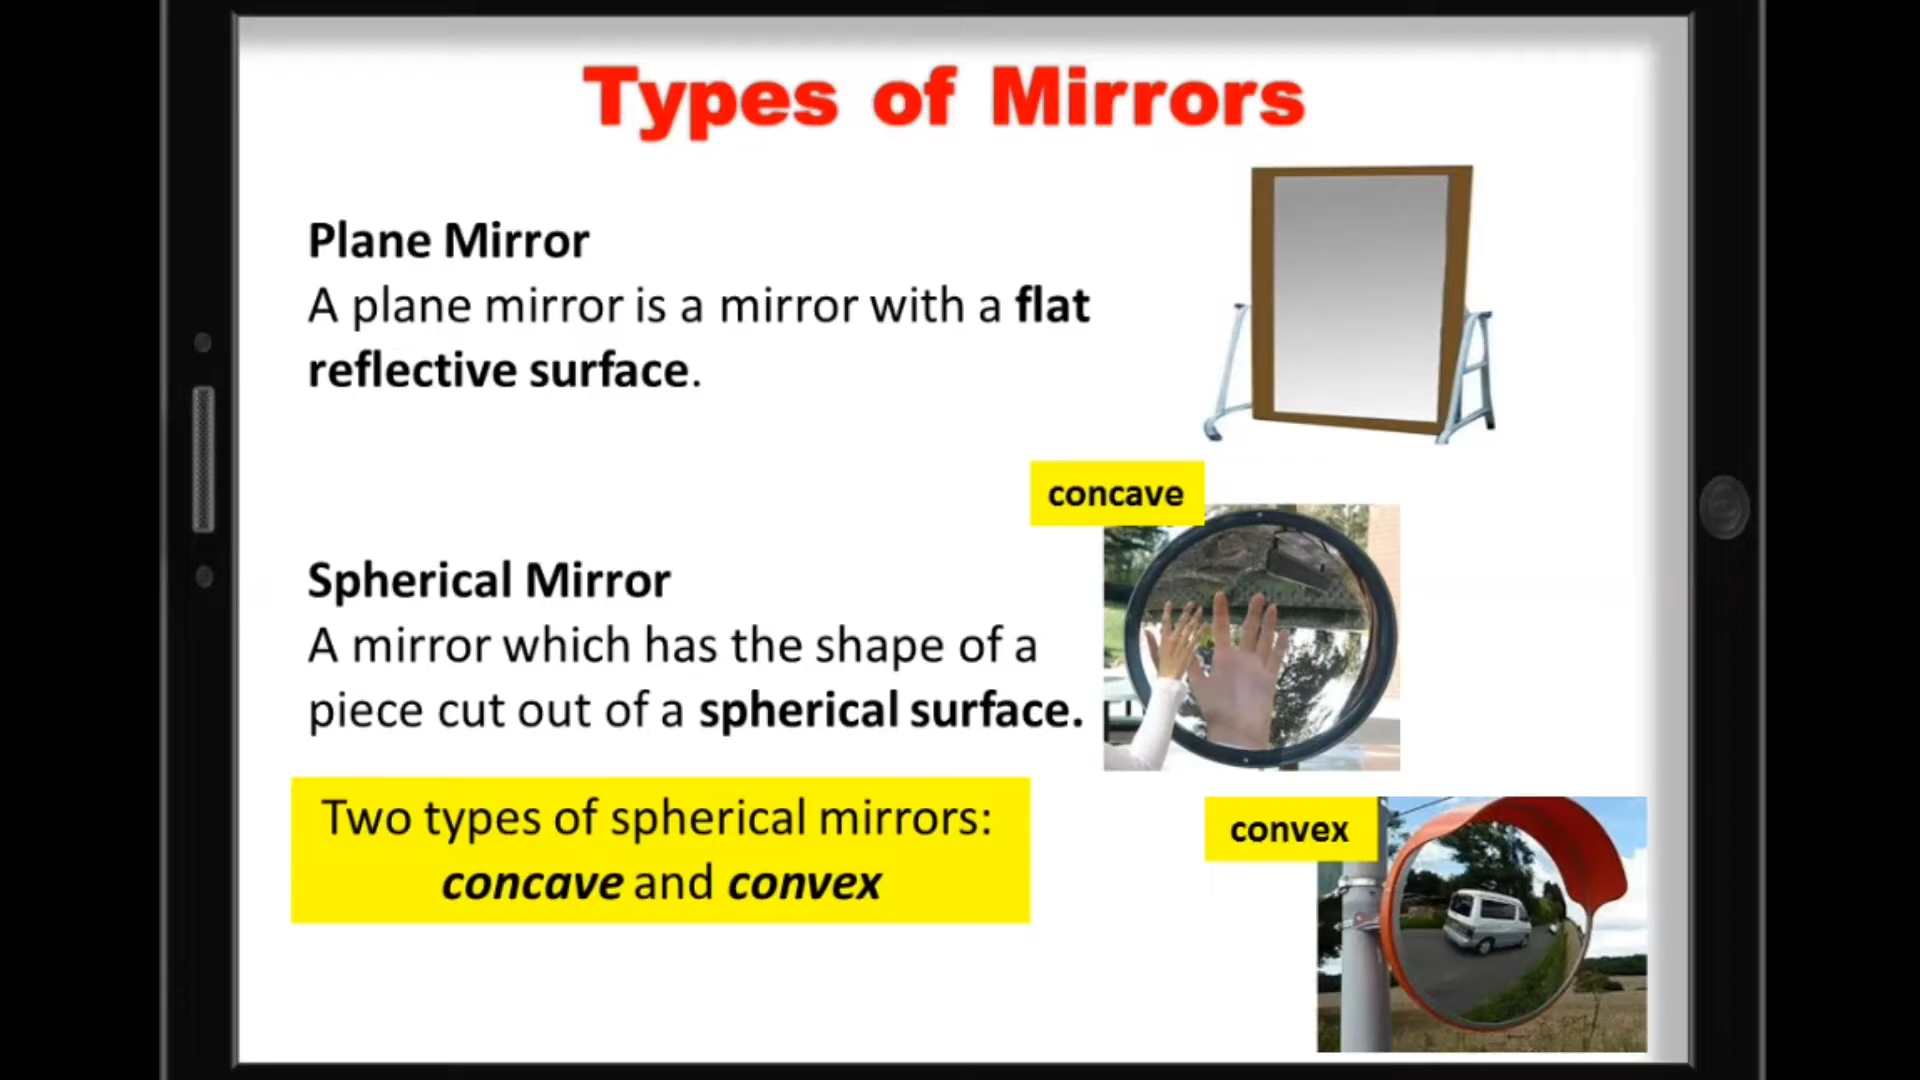 Types of Mirrors
Plane Mirror
A plane mirror is a mirror with a flat
reflective surface.
concave
Spherical Mirror
A mirror which has the shape of a
piece cut out of a spherical surface.
Two types of spherical mirrors:
concave and convex
convex